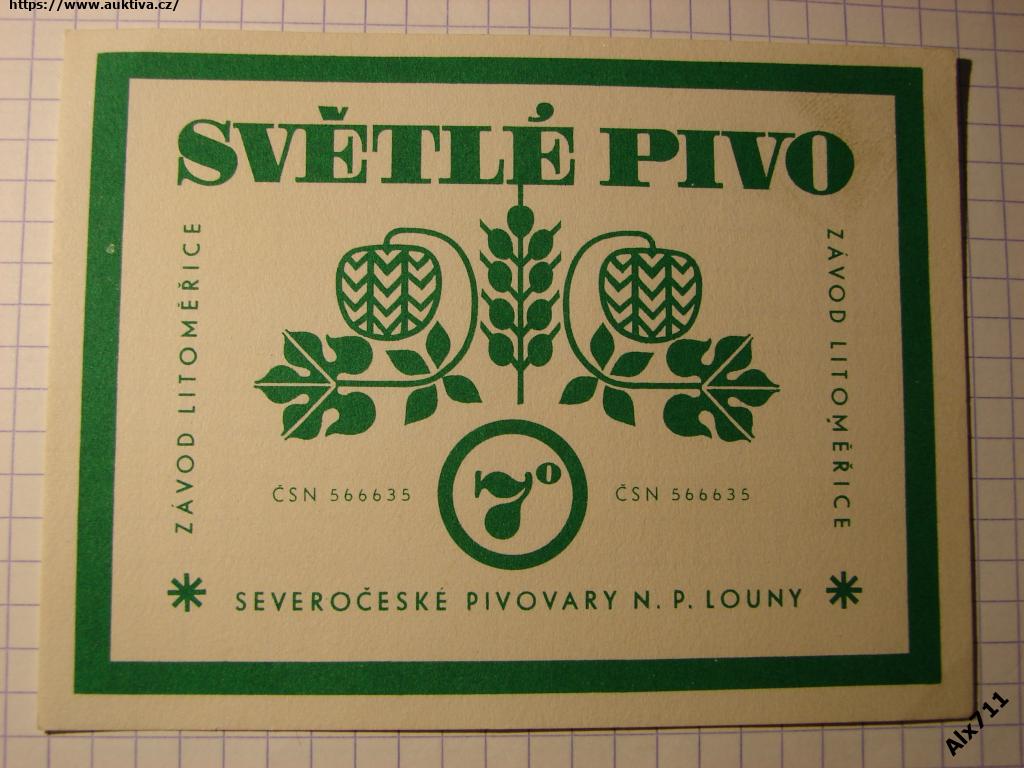 https://www.auktiva.cz/
SVĚTLÉ PIVO
ZÁVOD LITOMĚŘICE
ZÁVOD LITOMĚŘICE
7°
ČSN 566635
ČSN 566635
* SEVEROČESKÉ PIVOVARY N. P. LOUNY *
Alx711